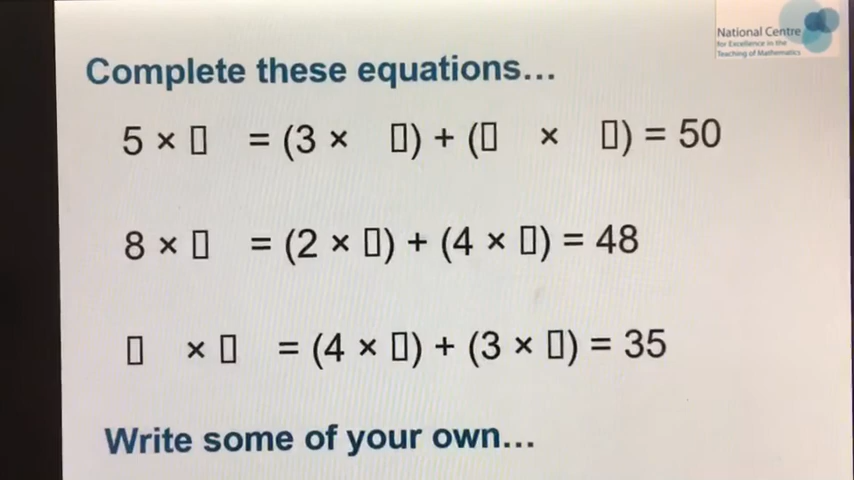 National Centre
for Excellence in the
Teaching of Mathematics
Complete these equations...
5 × ▯ = (3 × ▯) + (▯ × ▯) = 50
8 × ▯ = (2 × ▯) + (4 × ▯) = 48
▯ × ▯ = (4 × ▯) + (3 × ▯) = 35
Write some of your own...